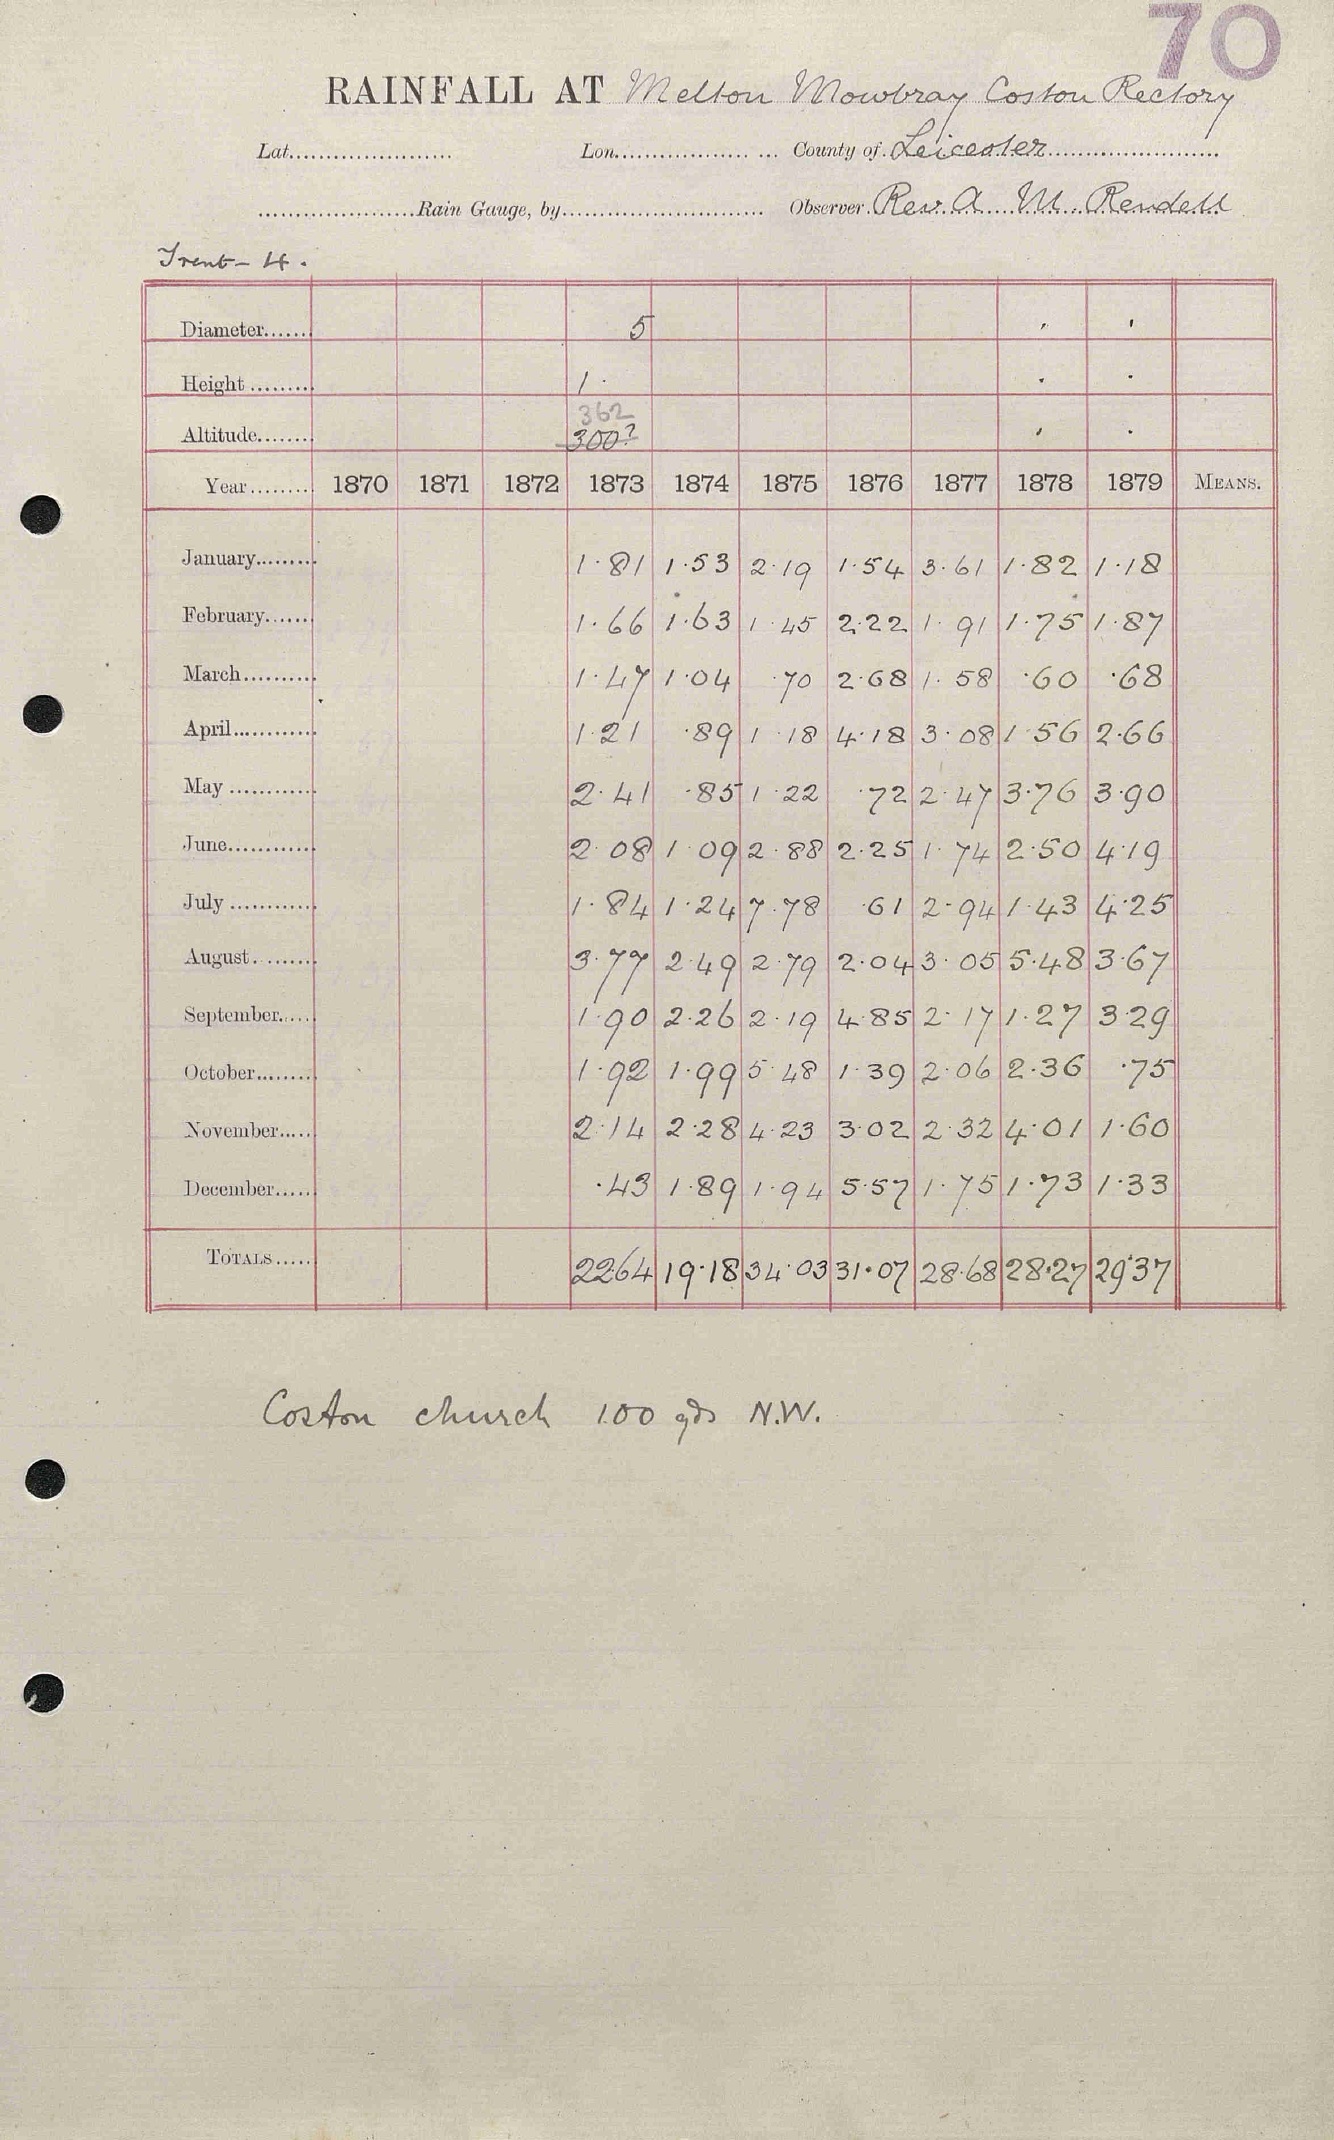 70
RAINFALL AT Melton Mowbray Coston Rectory
Lat....................... Lon...................... County of Leicester
......................Rain Gauge, by............................ Observer. Rev. A M Rendell
Trent - 4.
Diameter...... 5 " "
Height ......... 1 . . .
362
Altitude........ 300? " .
Year......... 1870 1871 1872 1873 1874 1875 1876 1877 1878 1879 MEANS.
January......... 1.81 1.53 2.19 1.54 3.61 1.82 1.18
February....... 1.66 1.63 1.45 2.22 1.91 1.75 1.87
March.......... 1.47 1.04 .70 2.68 1.58 .60 .68
April............ 1.21 .89 1.18 4.18 3.08 1.56 2.66
May ............ 2.41 .85 1.22 .72 2.47 3.76 3.90
June............ 2.08 1.09 2.88 2.25 1.74 2.50 4.19
July ............ 1.84 1.24 7.78 .61 2.94 1.43 4.25
August......... 3.77 2.49 2.79 2.04 3.05 5.48 3.67
September..... 1.90 2.26 2.19 4.85 2.17 1.27 3.29
October........ 1.92 1.99 5.48 1.39 2.06 2.36 .75
November..... 2.14 2.28 4.23 3.02 2.32 4.01 1.60
December...... .43 1.89 1.94 5.57 1.75 1.73 1.33
TOTALS..... 22.64 19.18 34.03 31.07 28.68 28.27 29.37
Coston church 100 yds N.W.